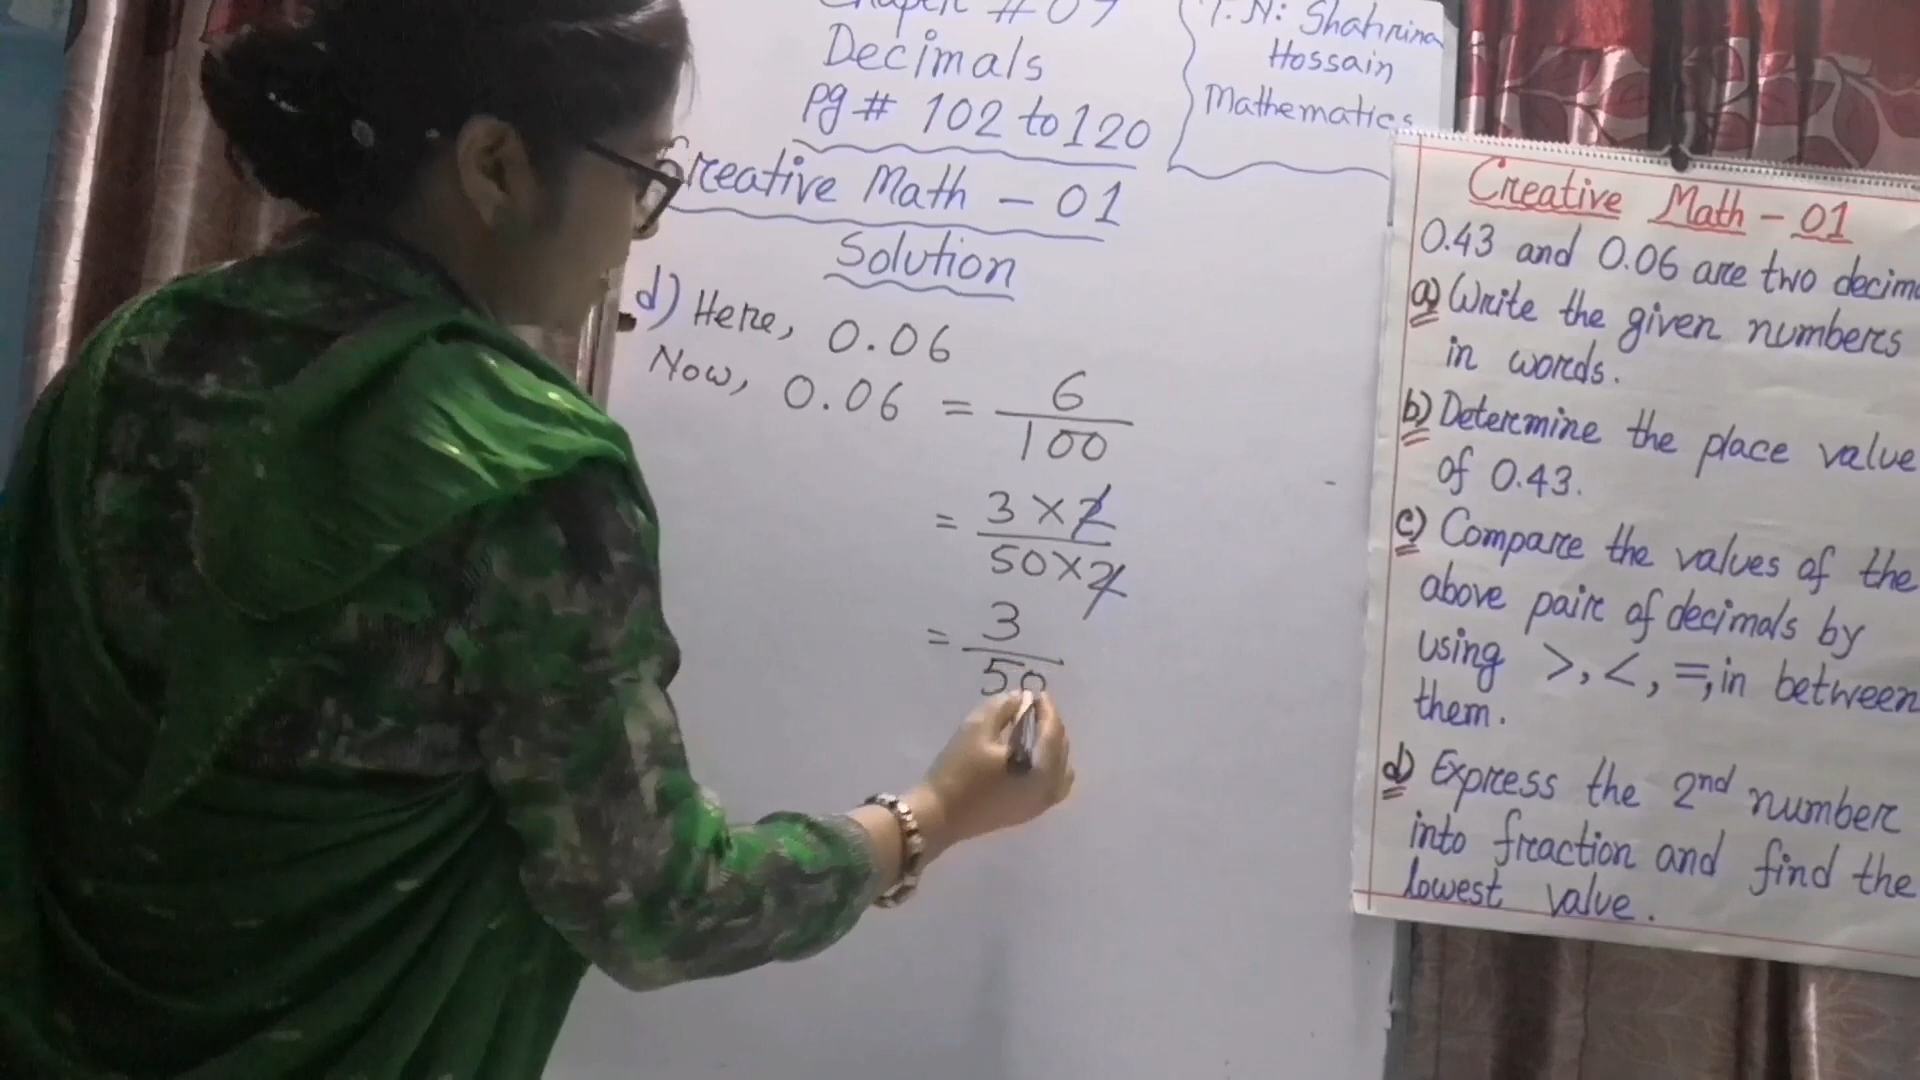 Chapter # 07
Decimals
pg # 102 to 120
T.N: Shahrina
Hossain
Mathematics
Creative Math - 01
Solution
d) Here, 0.06
Now, 0.06 = 6/100
= 3×2/50×2
= 3/50
Creative Math - 01
0.43 and 0.06 are two
a) Write the given numbers
in words.
b) Determine the place value
of 0.43.
c) Compare the values of the
above pair of decimals by
using >, <, =, in between
them.
d) Express the 2nd number
into fraction and find the
lowest value.